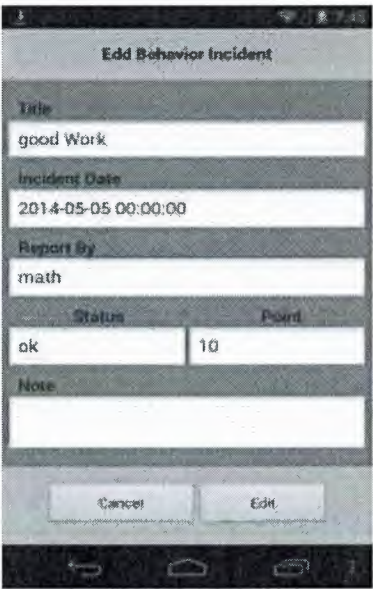 Edd Behavior Incident
Title
good Work
Incident Date
2014-05-05 00:00:00
Report By
math
Status Point
ok 10
Note
Cancel Edit